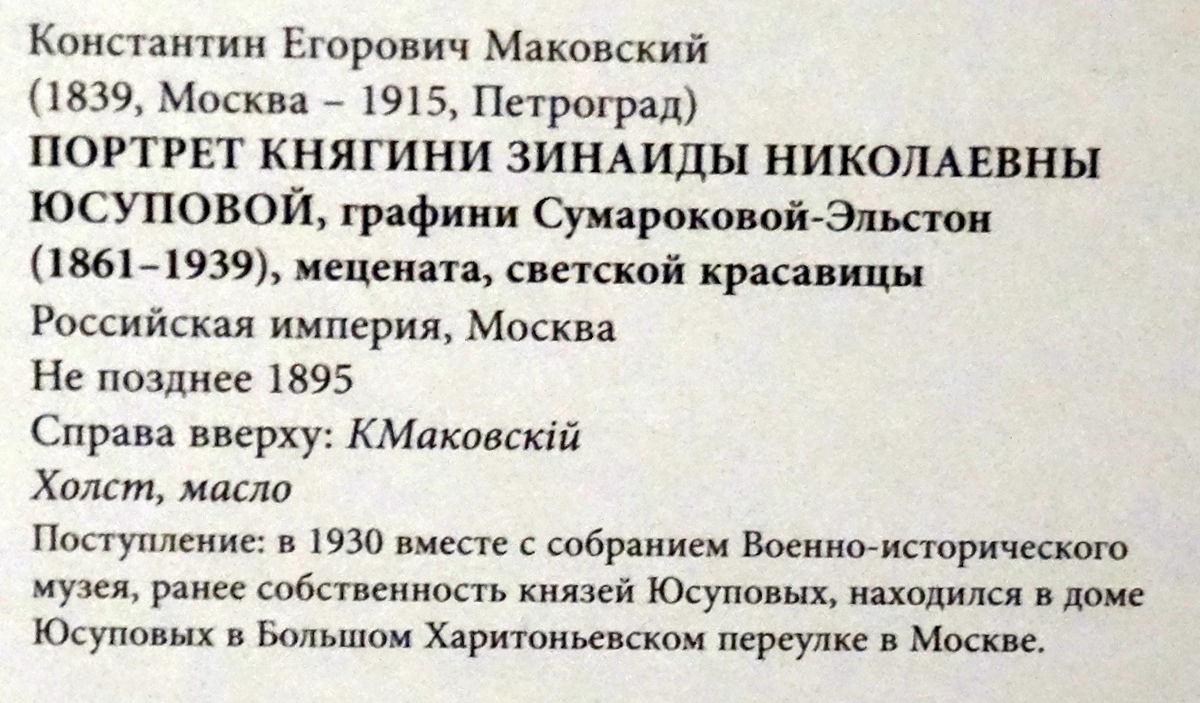 Константин Егорович Маковский
(1839, Москва – 1915, Петроград)
ПОРТРЕТ КНЯГИНИ ЗИНАИДЫ НИКОЛАЕВНЫ
ЮСУПОВОЙ, графини Сумароковой-Эльстон
(1861–1939), мецената, светской красавицы
Российская империя, Москва
Не позднее 1895
Справа вверху: КМаковскій
Холст, масло
Поступление: в 1930 вместе с собранием Военно-исторического
музея, ранее собственность князей Юсуповых, находился в доме
Юсуповых в Большом Харитоньевском переулке в Москве.